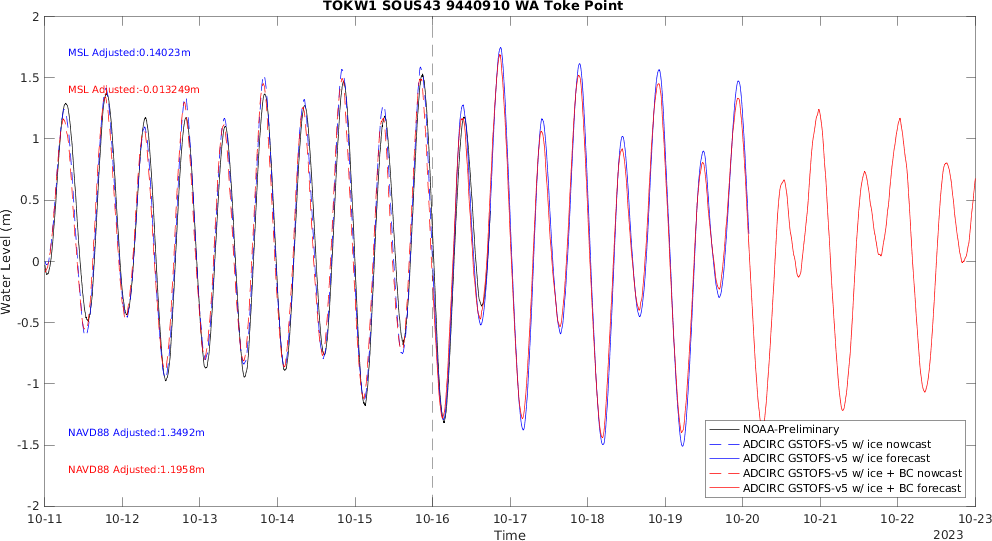 TOKW1 SOUS43 9440910 WA Toke Point
2
1.5
1
0.5
0
-0.5
-1
-1.5
-2
Water Level (m)
MSL Adjusted:0.14023m
MSL Adjusted:-0.013249m
NAVD88 Adjusted:1.3492m
NAVD88 Adjusted:1.1958m
NOAA-Preliminary
ADCIRC GSTOFS-v5 w/ ice nowcast
ADCIRC GSTOFS-v5 w/ ice forecast
ADCIRC GSTOFS-v5 w/ ice + BC nowcast
ADCIRC GSTOFS-v5 w/ ice + BC forecast
10-11 10-12 10-13 10-14 10-15 10-16 10-17 10-18 10-19 10-20 10-21 10-22 10-23
Time
2023